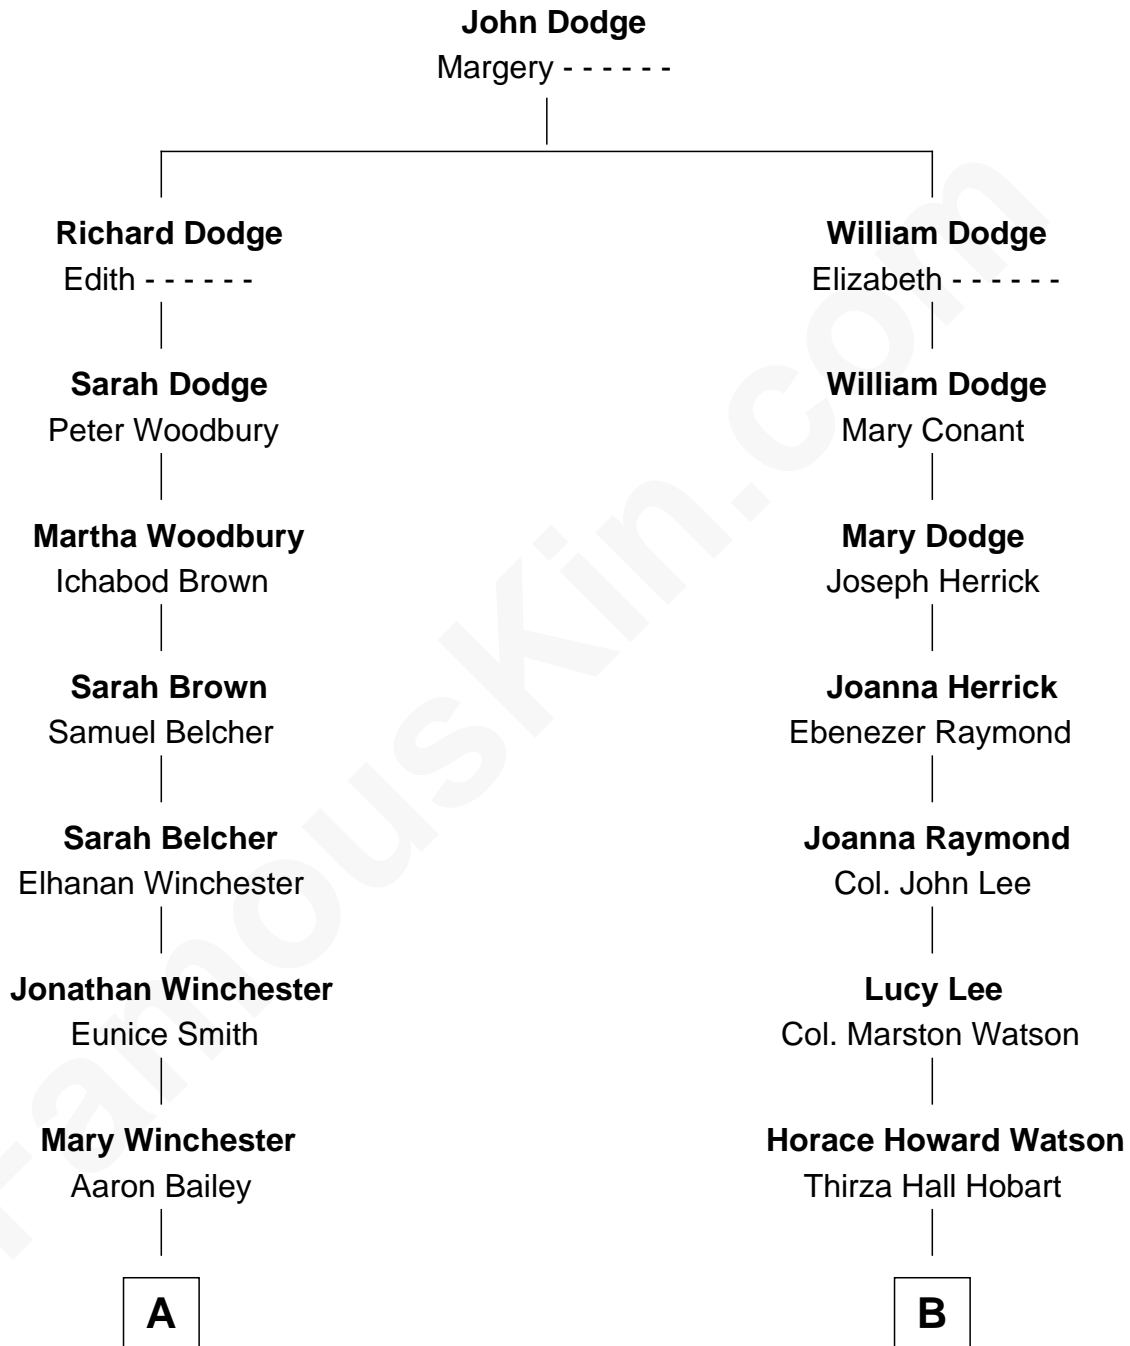 John Dodge
Margery - - - - - -
Richard Dodge
Edith - - - - - -
William Dodge
Elizabeth - - - - - -
Sarah Dodge
Peter Woodbury
William Dodge
Mary Conant
Martha Woodbury
Ichabod Brown
Mary Dodge
Joseph Herrick
Sarah Brown
Samuel Belcher
Joanna Herrick
Ebenezer Raymond
Sarah Belcher
Elhanan Winchester
Joanna Raymond
Col. John Lee
Jonathan Winchester
Eunice Smith
Lucy Lee
Col. Marston Watson
Mary Winchester
Aaron Bailey
Horace Howard Watson
Thirza Hall Hobart
A
B
FamousKin.com